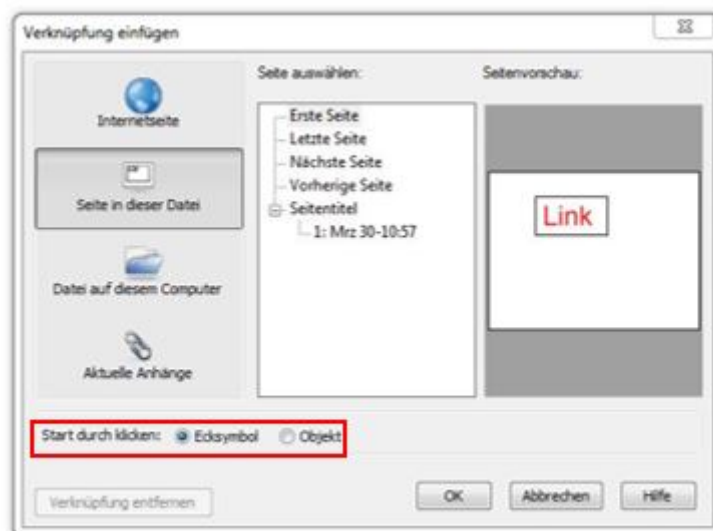 Verknüpfung einfügen
Internetseite
Seite in dieser Datei
Datei auf diesem Computer
Aktuelle Anhänge
Seite auswählen:
Erste Seite
Letzte Seite
Nächste Seite
Vorherige Seite
Seitentitel
1: Mrz 30-10:57
Seitenvorschau:
Link
Start durch klicken: Ecksymbol Objekt
Verknüpfung entfernen OK Abbrechen Hilfe